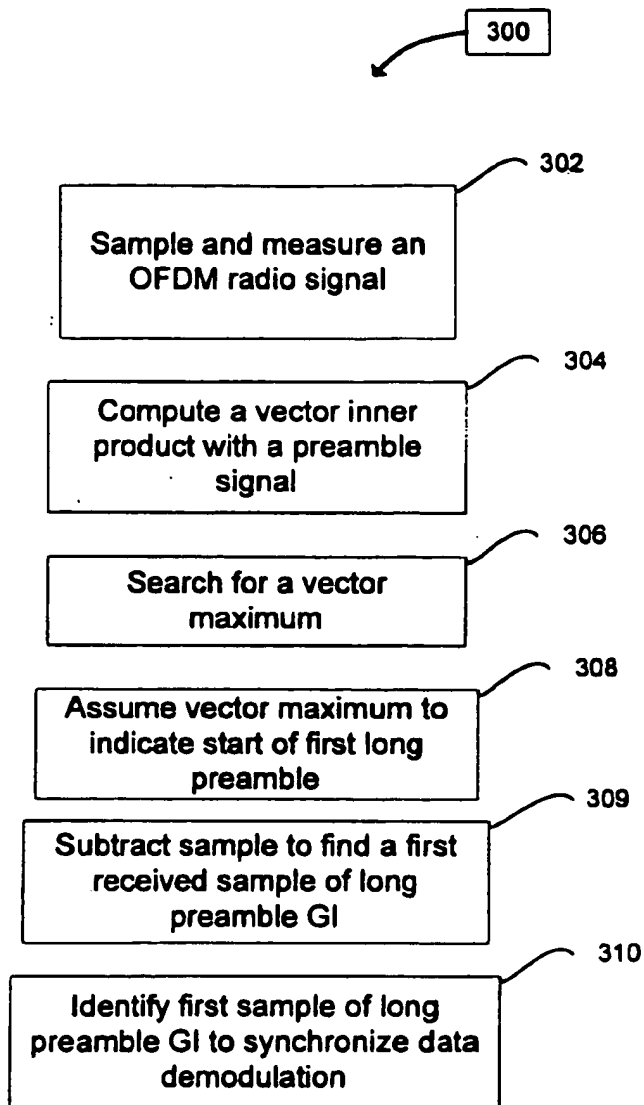 300
302
Sample and measure an
OFDM radio signal
304
Compute a vector inner
product with a preamble
signal
306
Search for a vector
maximum
308
Assume vector maximum to
indicate start of first long
preamble
309
Subtract sample to find a first
received sample of long
preamble GI
310
Identify first sample of long
preamble GI to synchronize data
demodulation